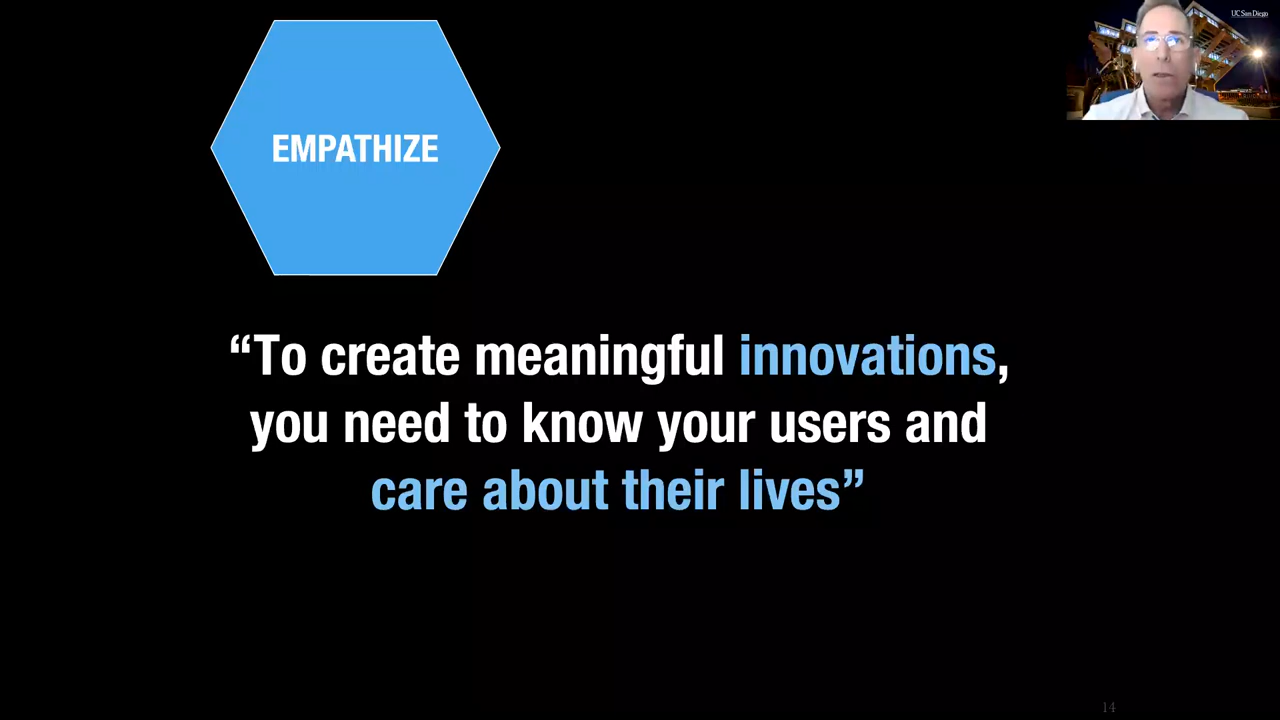 UC San Diego
EMPATHIZE
“To create meaningful innovations,
you need to know your users and
care about their lives”
14